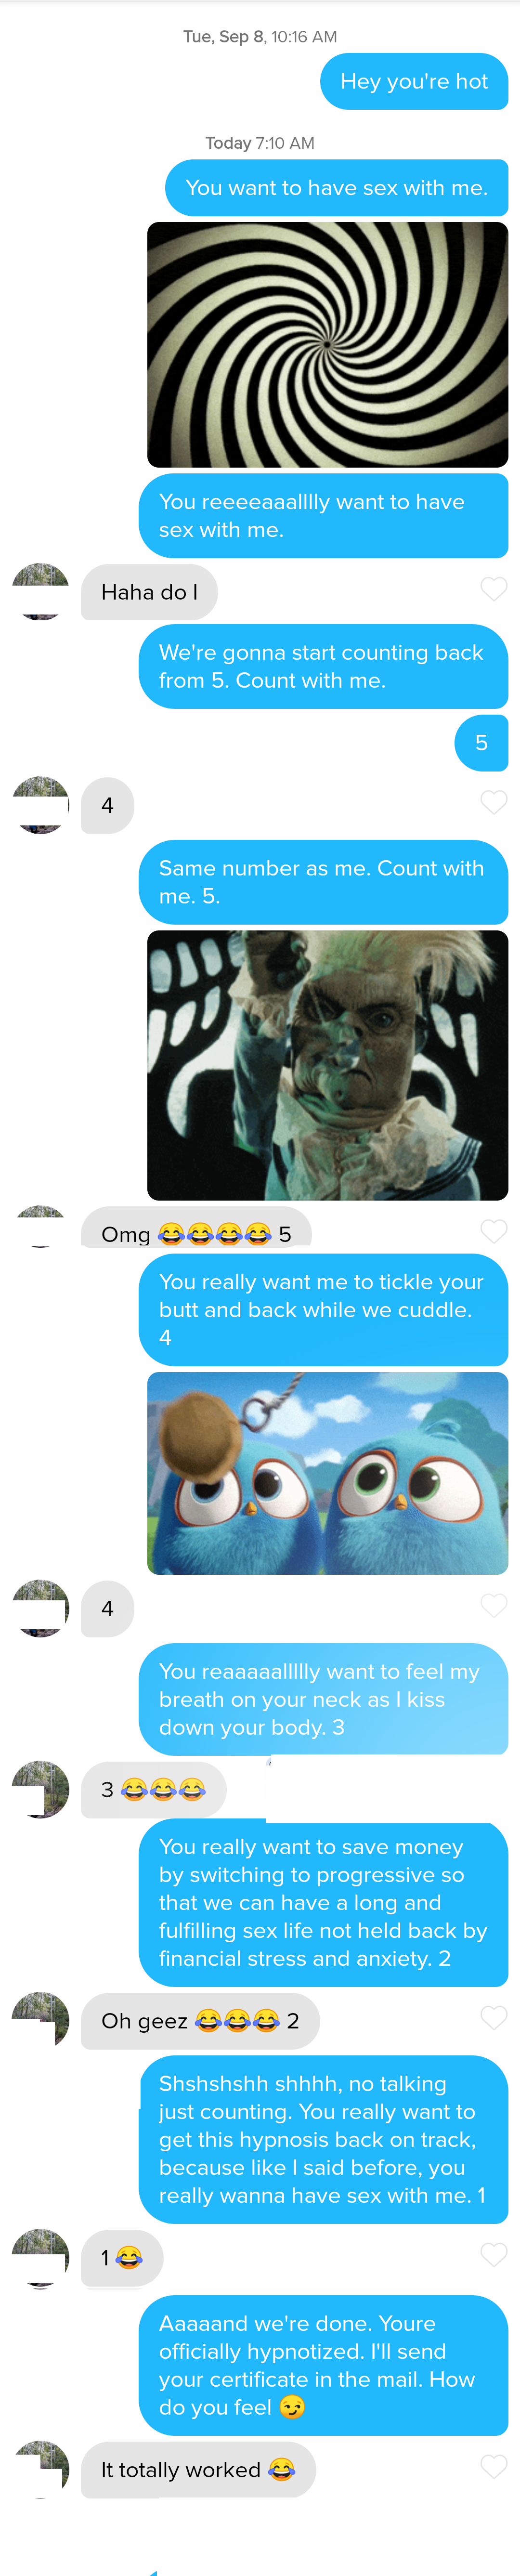 Tue, Sep 8, 10:16 AM
Hey you're hot
Today 7:10 AM
You want to have sex with me.
You reeeeaaalllly want to have
sex with me.
Haha do I
We're gonna start counting back
from 5. Count with me.
5
4
Same number as me. Count with
me. 5.
Omg 😂😂😂😂 5
You really want me to tickle your
butt and back while we cuddle.
4
4
You reaaaaallllly want to feel my
breath on your neck as I kiss
down your body. 3
3 😂😂😂
You really want to save money
by switching to progressive so
that we can have a long and
fulfilling sex life not held back by
financial stress and anxiety. 2
Oh geez 😂😂😂 2
Shshshshh shhhh, no talking
just counting. You really want to
get this hypnosis back on track,
because like I said before, you
really wanna have sex with me. 1
1 😂
Aaaaand we're done. Youre
officially hypnotized. I'll send
your certificate in the mail. How
do you feel 😏
It totally worked 😂